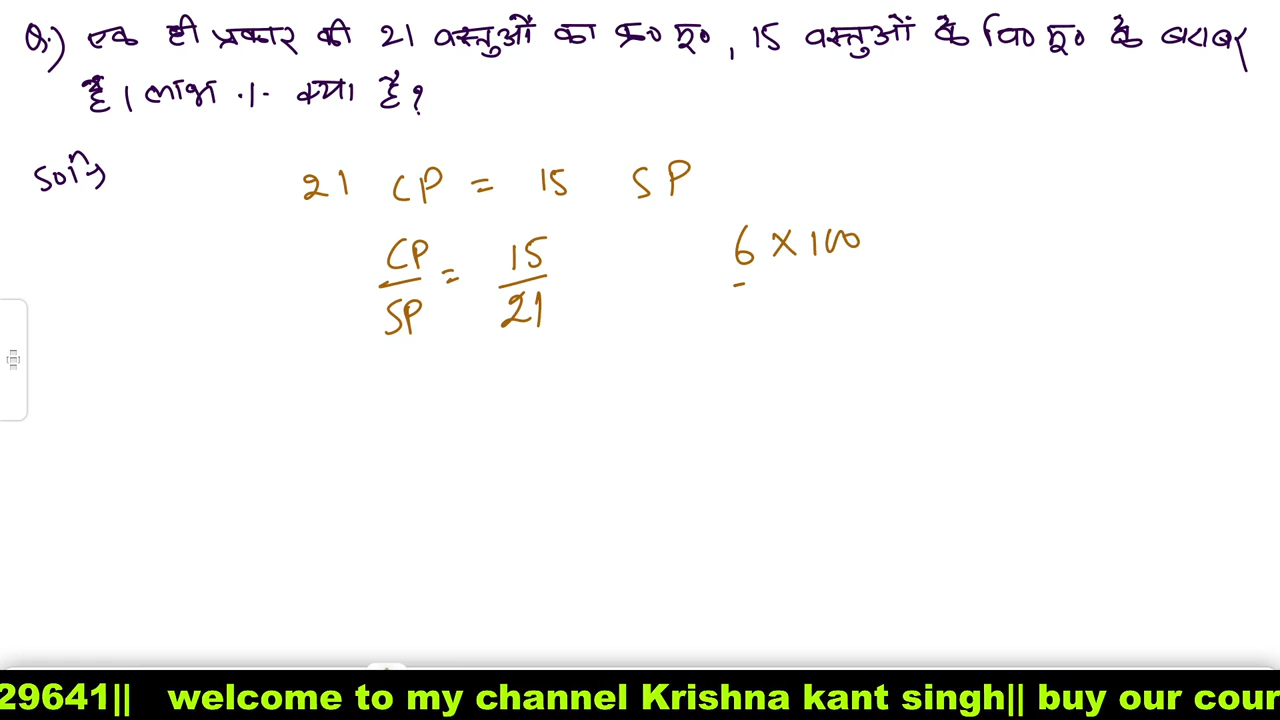 Q.) एक ही प्रकार की 21 वस्तुओं का क्र० मू०, 15 वस्तुओं के वि० मू० के बराबर
हैं। लाभ % क्या है?
Soln→
21 CP = 15 SP
CP/SP = 15/21
6 × 100
29641|| welcome to my channel Krishna kant singh|| buy our cour